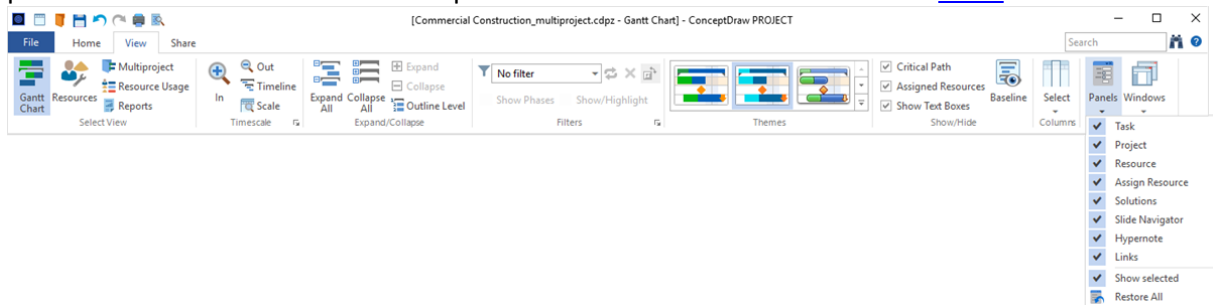 [Commercial Construction_multiproject.cdpz - Gantt Chart] - ConceptDraw PROJECT
File Home View Share Search
Gantt Chart
Resources
Multiproject
Resource Usage
Reports
Select View
In
Out
Timeline
Scale
Timescale
Expand All
Collapse All
Expand
Collapse
Outline Level
Expand/Collapse
No filter
Show Phases Show/Highlight
Filters
Themes
Critical Path
Assigned Resources
Show Text Boxes
Baseline
Show/Hide
Select
Columns
Panels
Windows
Task
Project
Resource
Assign Resource
Solutions
Slide Navigator
Hypernote
Links
Show selected
Restore All